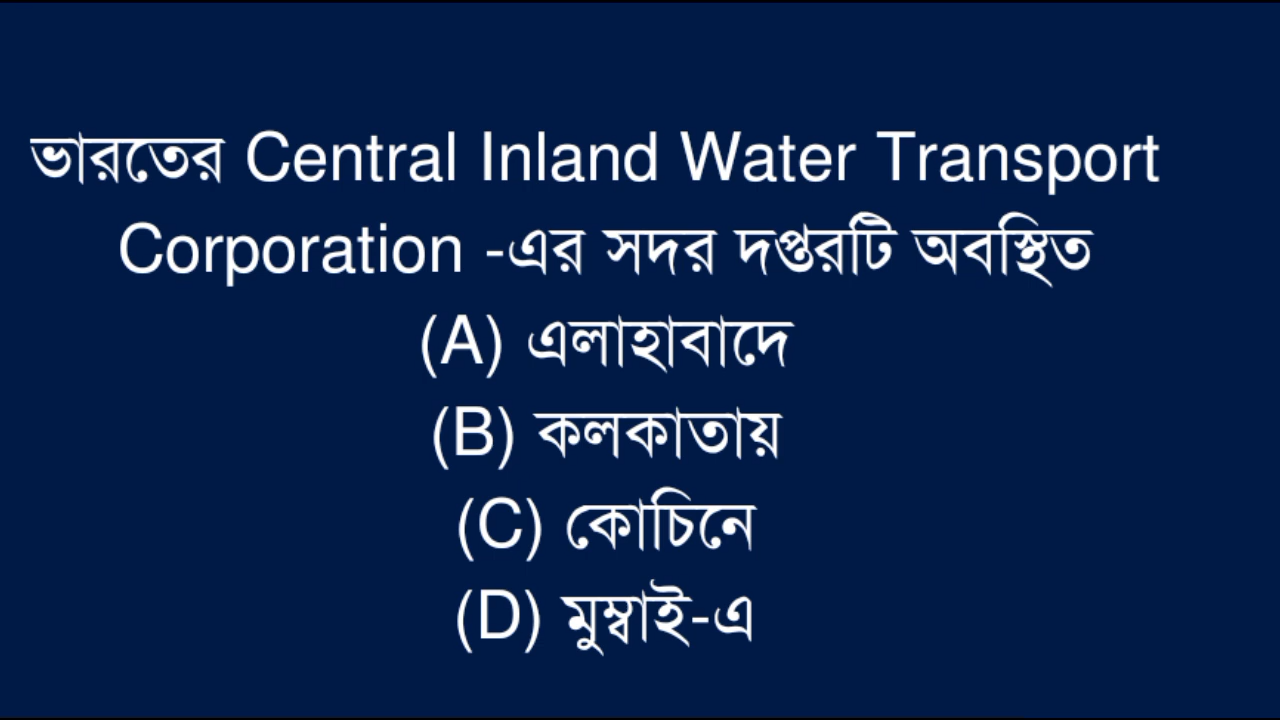 ভারতের Central Inland Water Transport
Corporation -এর সদর দপ্তরটি অবস্থিত
(A) এলাহাবাদে
(B) কলকাতায়
(C) কোচিনে
(D) মুম্বাই-এ